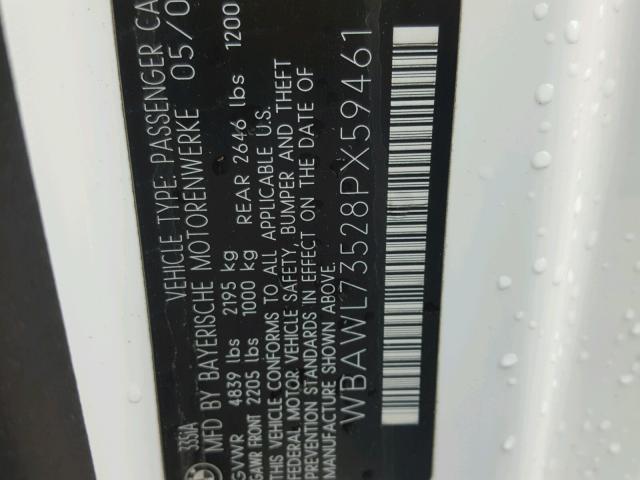 335iA
VEHICLE TYPE: PASSENGER CA
MFD BY BAYERISCHE MOTORENWERKE 05/0
GVWR 4839 lbs 2195 kg
GAWR FRONT 2205 lbs 1000 kg REAR 2646 lbs 1200
THIS VEHICLE CONFORMS TO ALL APPLICABLE U.S.
FEDERAL MOTOR VEHICLE SAFETY, BUMPER AND THEFT
PREVENTION STANDARDS IN EFFECT ON THE DATE OF
MANUFACTURE SHOWN ABOVE.
WBAWL73528PX59461